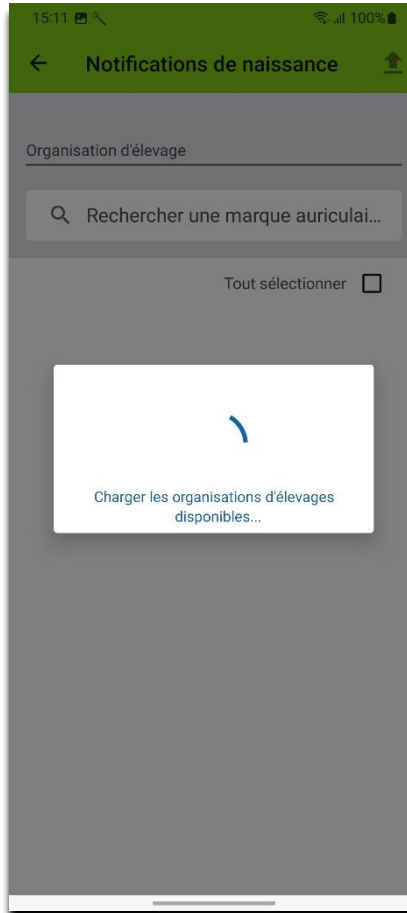 15:11 100%
Notifications de naissance
Organisation d'élevage
Rechercher une marque auriculai...
Tout sélectionner
Charger les organisations d'élevages
disponibles...